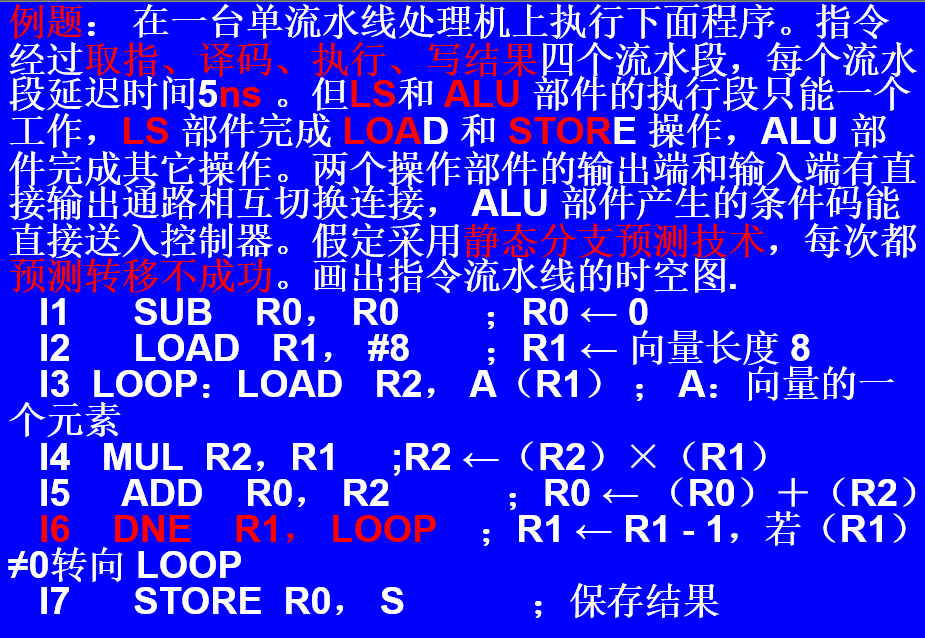 例题： 在一台单流水线处理机上执行下面程序。指令
经过取指、译码、执行、写结果四个流水段，每个流水
段延迟时间5ns 。但LS和 ALU 部件的执行段只能一个
工作，LS 部件完成 LOAD 和 STORE 操作，ALU 部
件完成其它操作。两个操作部件的输出端和输入端有直
接输出通路相互切换连接， ALU 部件产生的条件码能
直接送入控制器。假定采用静态分支预测技术，每次都
预测转移不成功。画出指令流水线的时空图.
I1 SUB R0， R0 ；R0 ← 0
I2 LOAD R1， #8 ；R1 ← 向量长度 8
I3 LOOP：LOAD R2， A（R1） ； A：向量的一
个元素
I4 MUL R2，R1 ;R2 ←（R2）×（R1）
I5 ADD R0， R2 ；R0 ← （R0）＋（R2）
I6 DNE R1， LOOP ；R1 ← R1 - 1，若（R1）
≠0转向 LOOP
I7 STORE R0， S ；保存结果